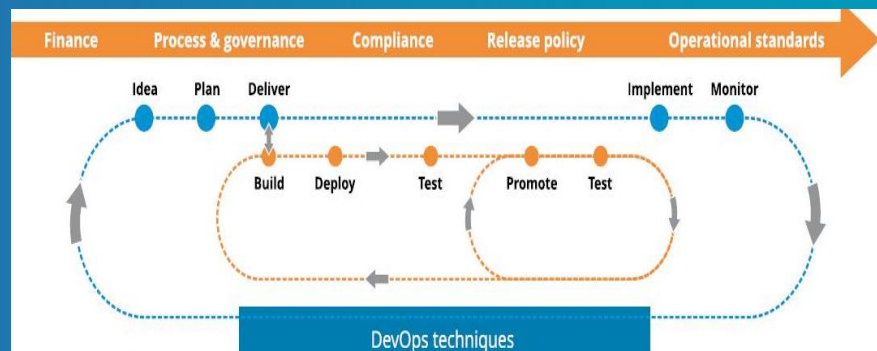 Finance Process & governance Compliance Release policy Operational standards
Idea Plan Deliver Implement Monitor
Build Deploy Test Promote Test
DevOps techniques